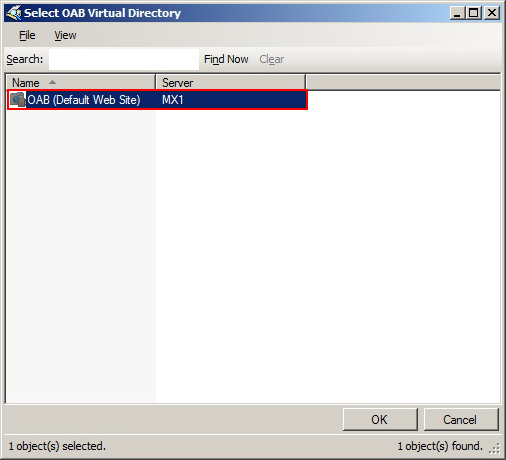 Select OAB Virtual Directory
File View
Search: Find Now Clear
Name Server
OAB (Default Web Site) MX1
OK Cancel
1 object(s) selected. 1 object(s) found.